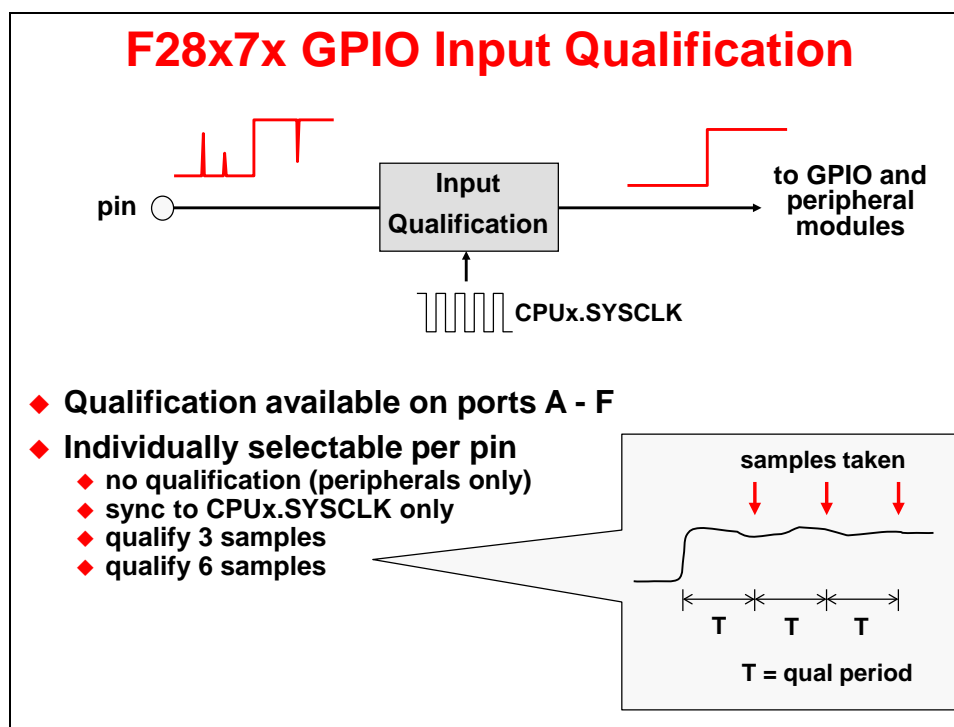 F28x7x GPIO Input Qualification
pin
Input
Qualification
to GPIO and
peripheral
modules
CPUx.SYSCLK
◆ Qualification available on ports A - F
◆ Individually selectable per pin
◆ no qualification (peripherals only)
◆ sync to CPUx.SYSCLK only
◆ qualify 3 samples
◆ qualify 6 samples
samples taken
T T T
T = qual period